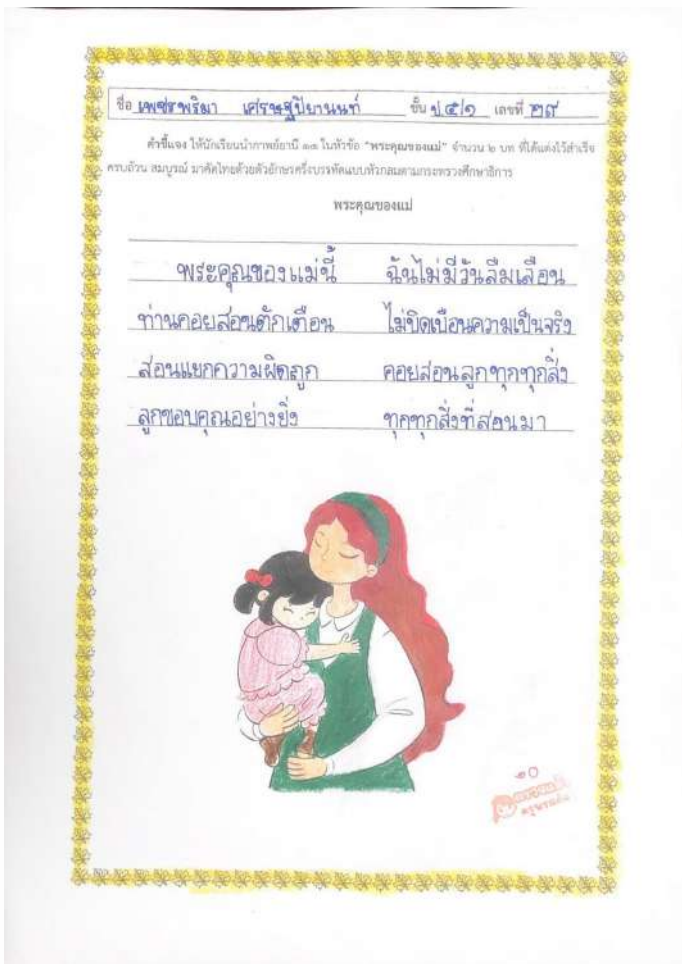 ชื่อ เพชรพริมา เศรษฐปิยานนท์ ชั้น ป.๕/๑ เลขที่ ๒๙
คำชี้แจง ให้นักเรียนนำกาพย์ยานี ๑๑ ในหัวข้อ “พระคุณของแม่” จำนวน ๒ บท ที่ได้แต่งไว้สำเร็จ
ครบถ้วน สมบูรณ์ มาคัดไทยด้วยตัวอักษรครึ่งบรรทัดแบบหัวกลมตามกระทรวงศึกษาธิการ
พระคุณของแม่
พระคุณของแม่นี้ ฉันไม่มีวันลืมเลือน
ท่านคอยสอนตักเตือน ไม่บิดเบือนความเป็นจริง
สอนแยกความผิดถูก คอยสอนลูกทุกทุกสิ่ง
ลูกขอบคุณอย่างยิ่ง ทุกทุกสิ่งที่สอนมา
๑๐